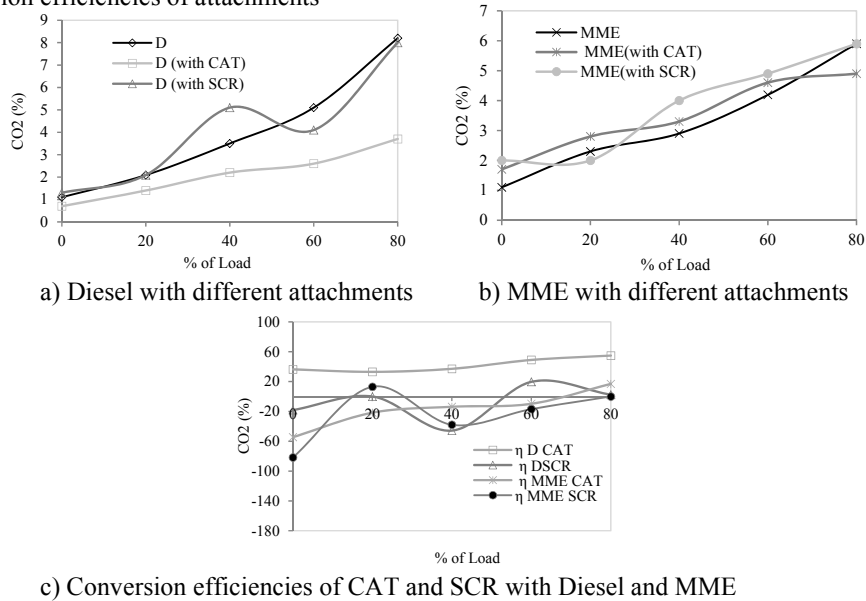 ion efficiencies of attachments
9
8
7
6
5
4
3
2
1
0
CO2 (%)
D
D (with CAT)
D (with SCR)
0 20 40 60 80
% of Load
7
6
5
4
3
2
1
0
CO2 (%)
MME
MME(with CAT)
MME(with SCR)
0 20 40 60 80
% of Load
a) Diesel with different attachments
b) MME with different attachments
100
60
20
-20
-60
-100
-140
-180
CO2 (%)
0 20 40 60 80
η D CAT
η DSCR
η MME CAT
η MME SCR
% of Load
c) Conversion efficiencies of CAT and SCR with Diesel and MME